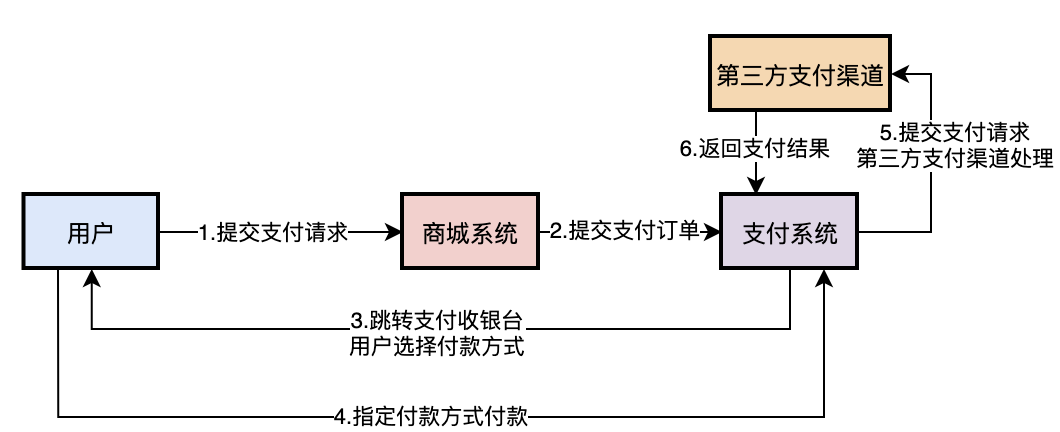 第三方支付渠道
5.提交支付请求
第三方支付渠道处理
6.返回支付结果
用户
1.提交支付请求
商城系统
2.提交支付订单
支付系统
3.跳转支付收银台
用户选择付款方式
4.指定付款方式付款